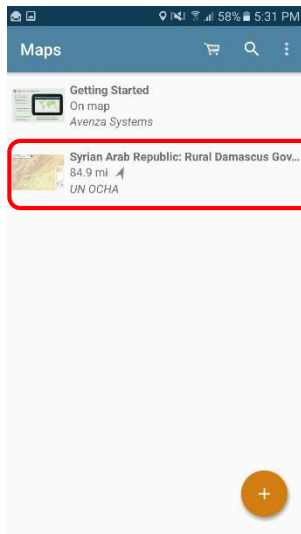 58% 5:31 PM
Maps
Getting Started
On map
Avenza Systems
Syrian Arab Republic: Rural Damascus Gov...
84.9 mi
UN OCHA
+